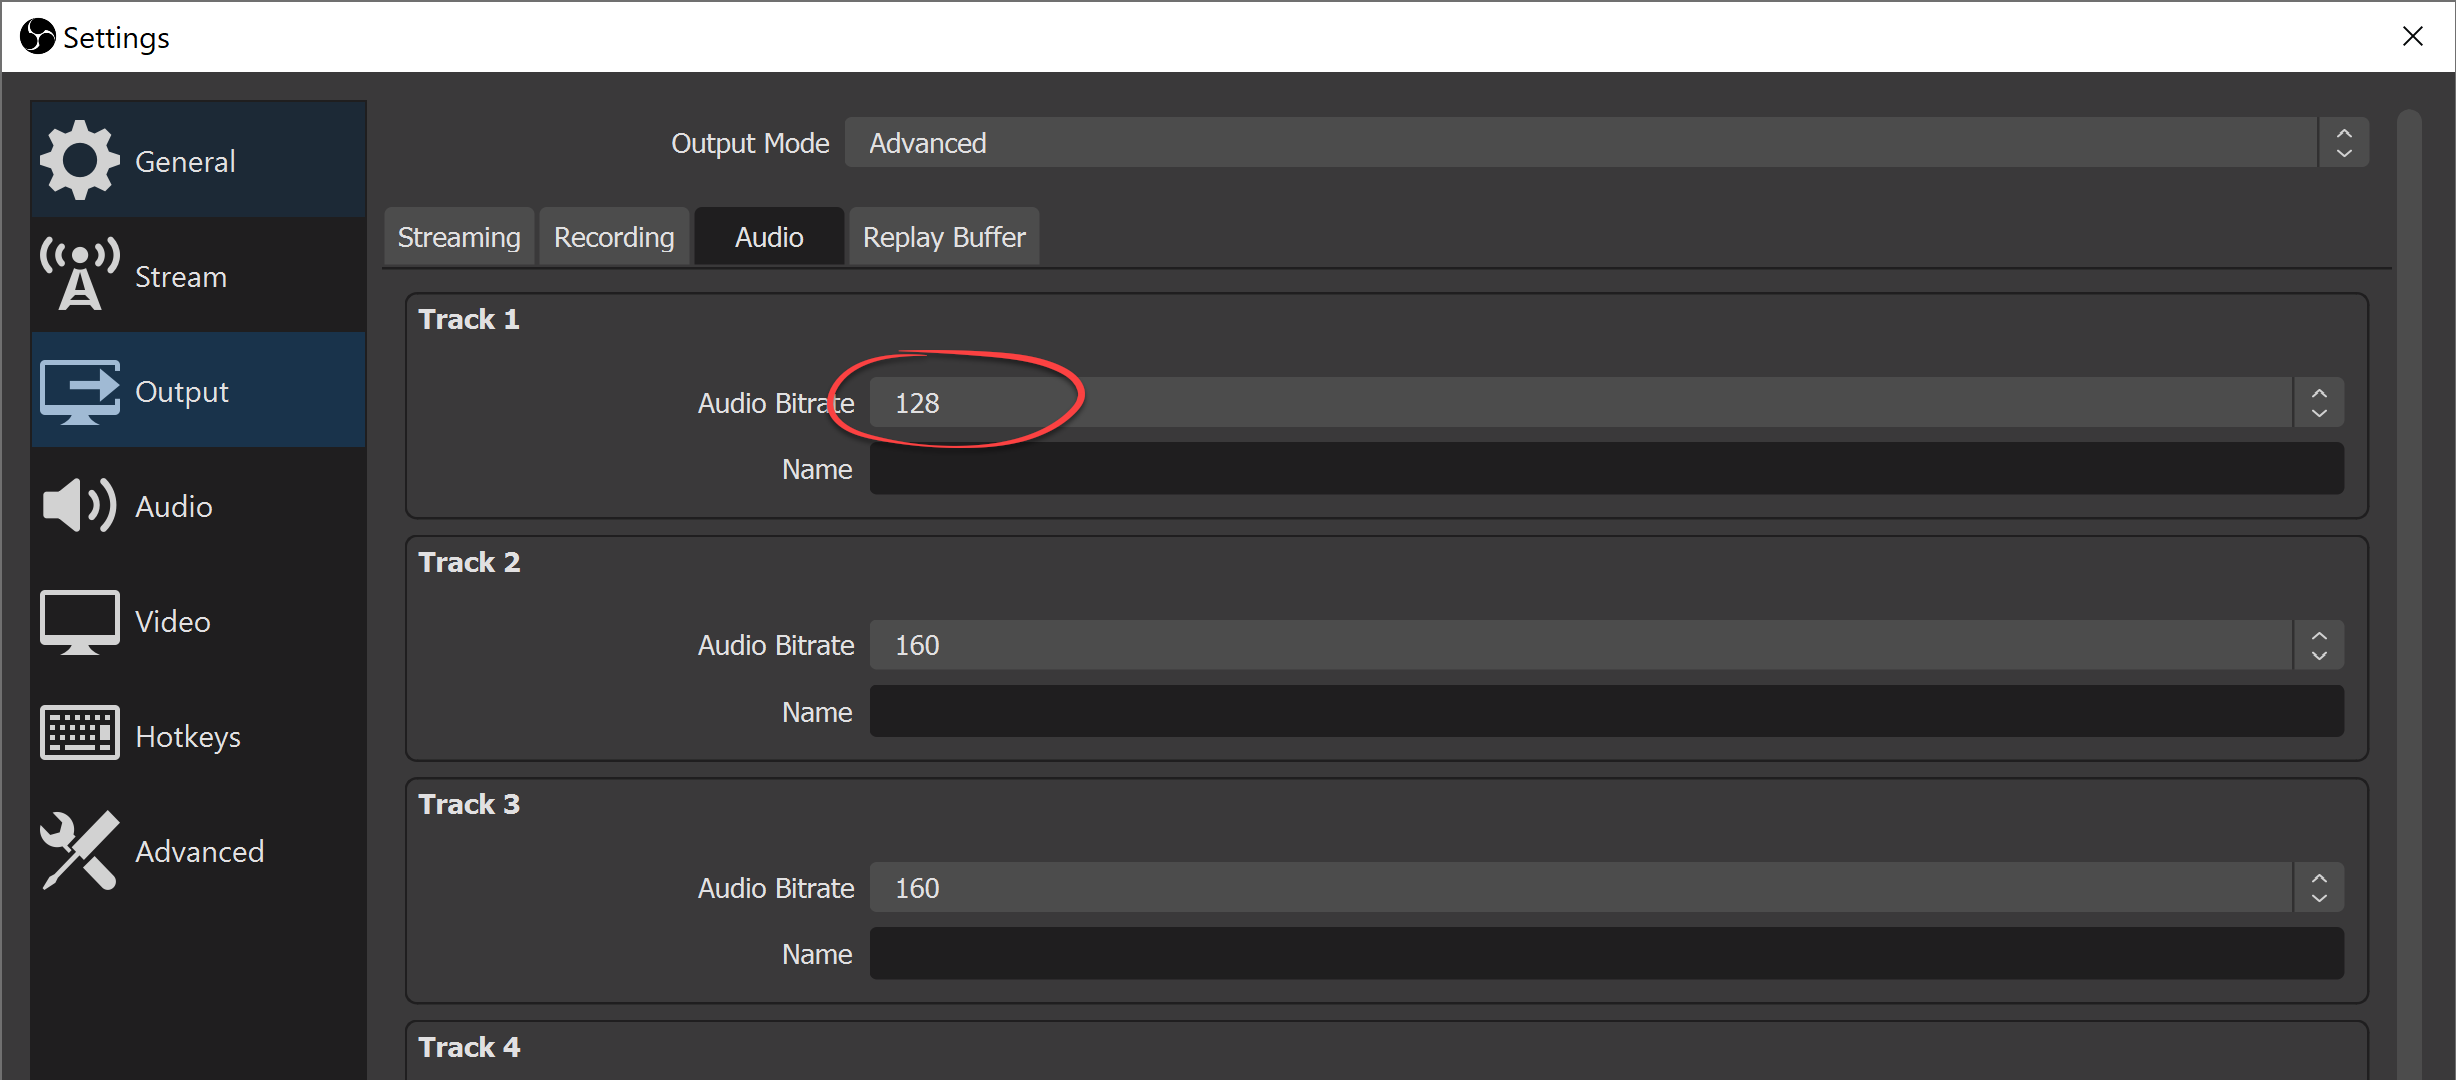 Settings
General
Stream
Output
Audio
Video
Hotkeys
Advanced
Output Mode Advanced
Streaming Recording Audio Replay Buffer
Track 1
Audio Bitrate 128
Name
Track 2
Audio Bitrate 160
Name
Track 3
Audio Bitrate 160
Name
Track 4